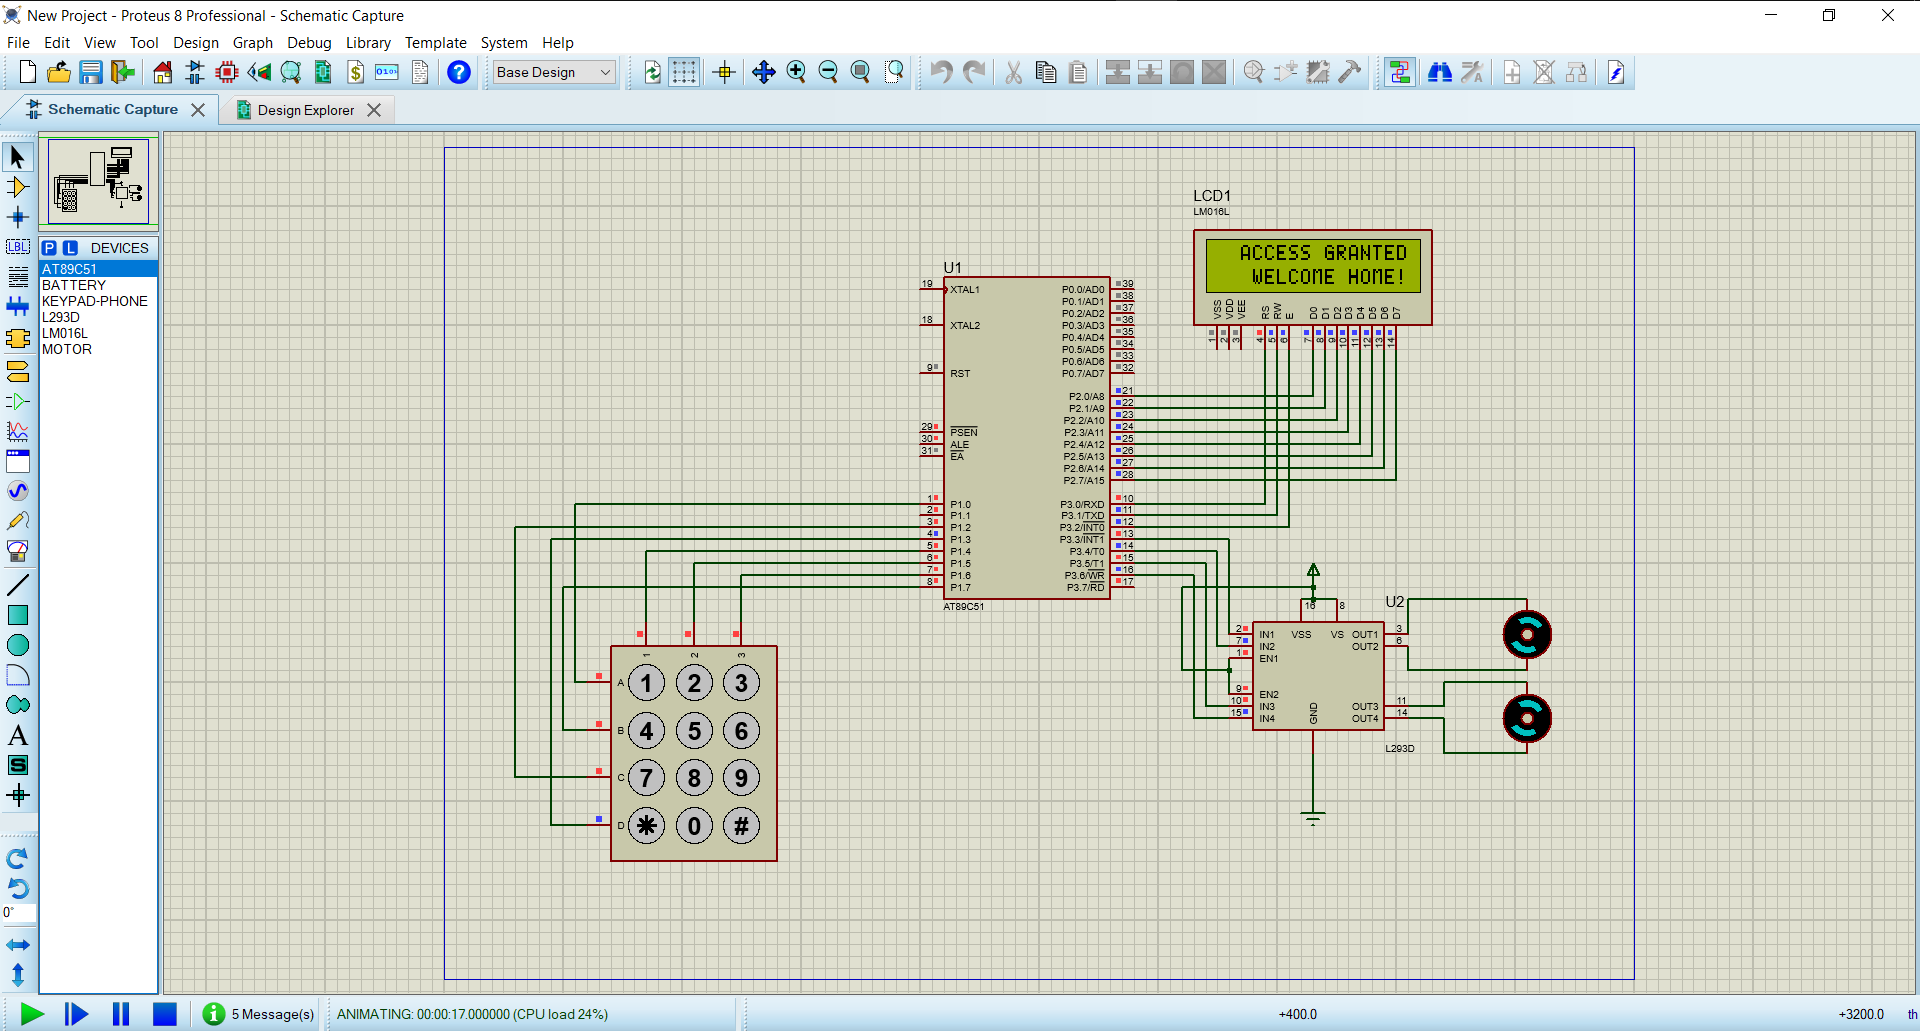 New Project - Proteus 8 Professional - Schematic Capture
File Edit View Tool Design Graph Debug Library Template System Help
Base Design
Schematic Capture
Design Explorer
P L DEVICES
AT89C51
BATTERY
KEYPAD-PHONE
L293D
LM016L
MOTOR
LBL
A
S
0°
LCD1
LM016L
ACCESS GRANTED
WELCOME HOME!
VSS VDD VEE RS RW E D0 D1 D2 D3 D4 D5 D6 D7
1 2 3 4 5 6 7 8 9 10 11 12 13 14
U1
19 XTAL1 P0.0/AD0 39
P0.1/AD1 38
P0.2/AD2 37
18 XTAL2 P0.3/AD3 36
P0.4/AD4 35
P0.5/AD5 34
P0.6/AD6 33
9 RST P0.7/AD7 32
P2.0/A8 21
P2.1/A9 22
P2.2/A10 23
29 PSEN P2.3/A11 24
30 ALE P2.4/A12 25
31 EA P2.5/A13 26
P2.6/A14 27
P2.7/A15 28
1 P1.0 P3.0/RXD 10
2 P1.1 P3.1/TXD 11
3 P1.2 P3.2/INT0 12
4 P1.3 P3.3/INT1 13
5 P1.4 P3.4/T0 14
6 P1.5 P3.5/T1 15
7 P1.6 P3.6/WR 16
8 P1.7 P3.7/RD 17
AT89C51
1 2 3
A 1 2 3
B 4 5 6
C 7 8 9
D * 0 #
U2
16 8
2 IN1 VSS VS OUT1 3
7 IN2 OUT2 6
1 EN1
9 EN2
10 IN3 OUT3 11
15 IN4 GND OUT4 14
L293D
5 Message(s)
ANIMATING: 00:00:17.000000 (CPU load 24%)
+400.0
+3200.0
th